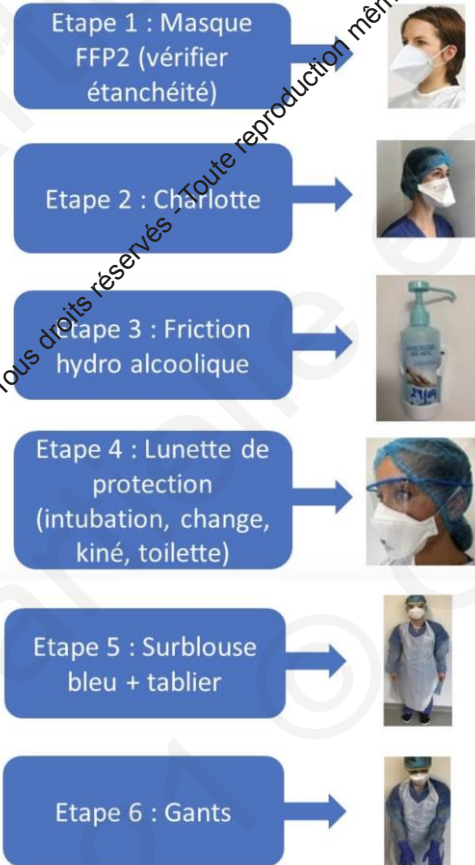 Etape 1 : Masque
FFP2 (vérifier
étanchéité)
Etape 2 : Charlotte
Etape 3 : Friction
hydro alcoolique
Etape 4 : Lunette de
protection
(intubation, change,
kiné, toilette)
Etape 5 : Surblouse
bleu + tablier
Etape 6 : Gants
Tous droits réservés - Toute reproduction même